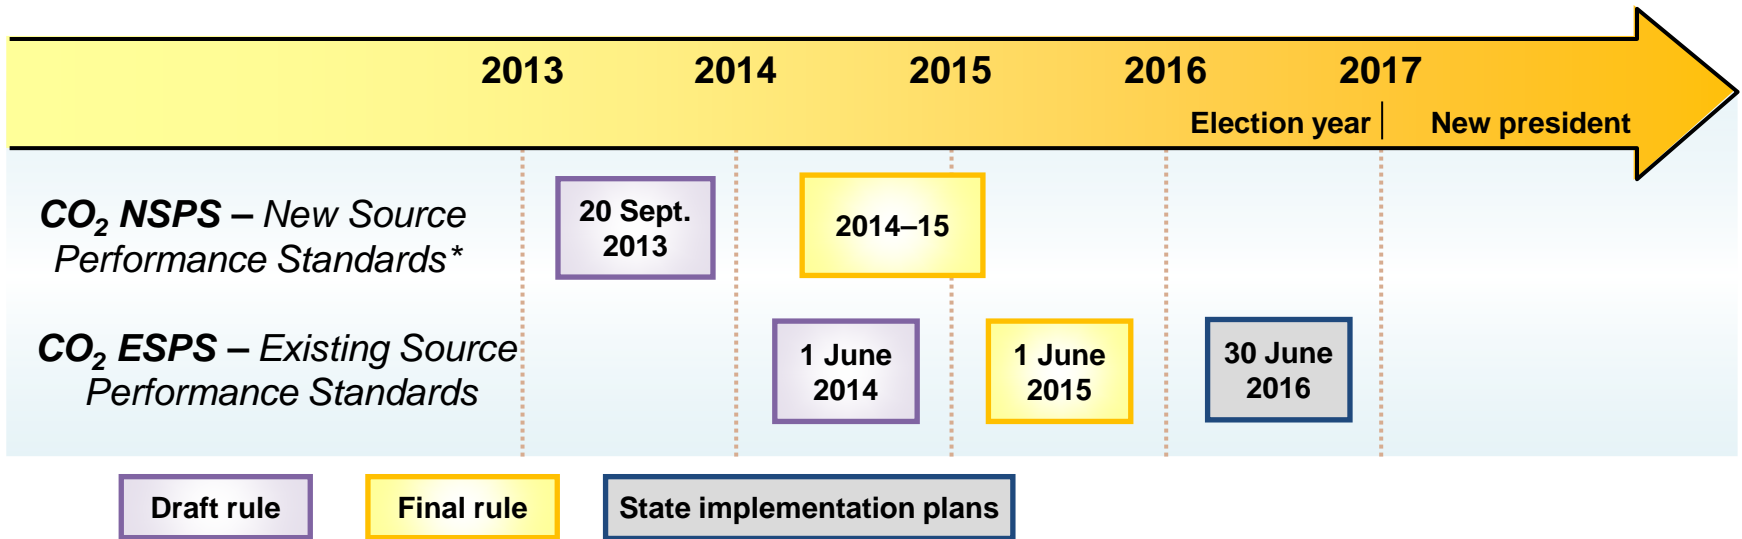 2013 2014 2015 2016 2017
Election year New president
CO₂ NSPS – New Source
Performance Standards*
20 Sept.
2013
2014–15
CO₂ ESPS – Existing Source
Performance Standards
1 June
2014
1 June
2015
30 June
2016
Draft rule
Final rule
State implementation plans